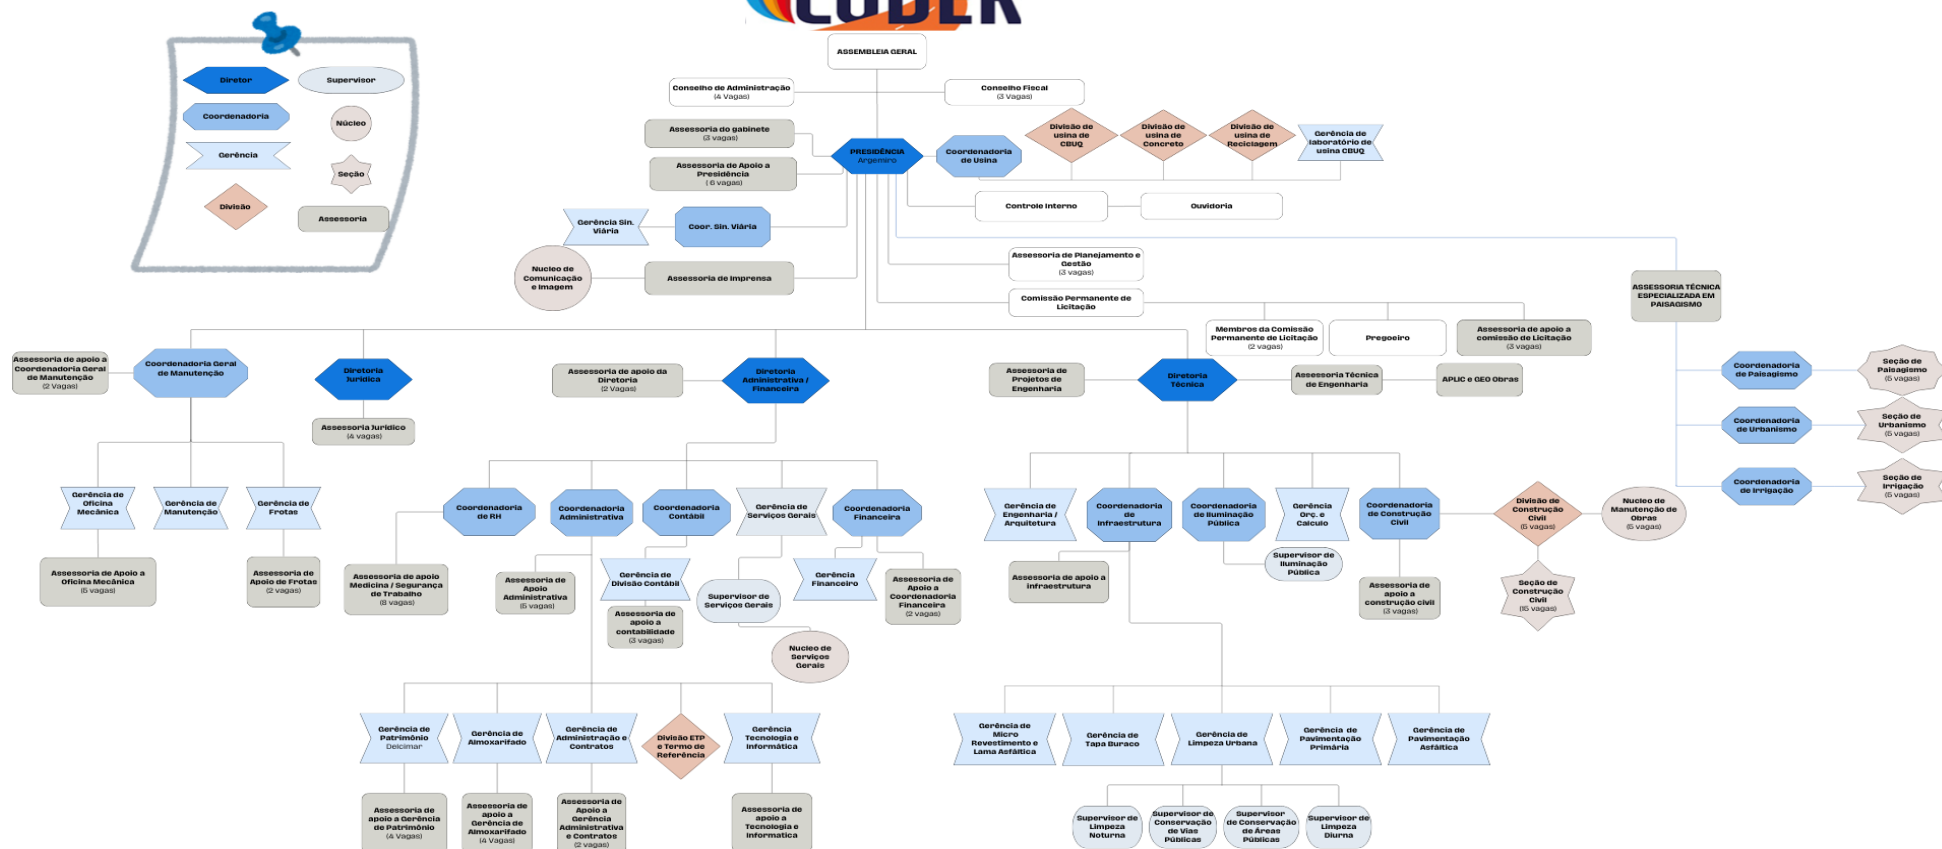 CODER
ASSEMBLEIA GERAL
Conselho de Administração
(4 Vagas)
Conselho Fiscal
(3 Vagas)
Diretor
Supervisor
Coordenadoria
Núcleo
Gerência
Seção
Divisão
Assessoria
Assessoria do gabinete
(3 vagas)
Assessoria de Apoio a
Presidência
( 6 vagas)
PRESIDÊNCIA
Argemiro
Coordenadoria
de Usina
Divisão de
usina de
CBUQ
Divisão de
usina de
Concreto
Divisão de
usina de
Reciclagem
Gerência de
laboratório de
usina CBUQ
Controle Interno
Ouvidoria
Gerência Sin.
Viária
Coor. Sin. Viária
Nucleo de
Comunicação
e Imagem
Assessoria de Imprensa
Assessoria de Planejamento e
Gestão
(3 vagas)
Comissão Permanente de
Licitação
Membros da Comissão
Permanente de Licitação
(2 vagas)
Pregoeiro
Assessoria de apoio a
comissão de Licitação
(3 vagas)
ASSESSORIA TÉCNICA
ESPECIALIZADA EM
PAISAGISMO
Coordenadoria
de Paisagismo
Seção de
Paisagismo
(5 vagas)
Coordenadoria
de Urbanismo
Seção de
Urbanismo
(5 vagas)
Coordenadoria
de Irrigação
Seção de
Irrigação
(5 vagas)
Assessoria de apoio a
Coordenadoria Geral
de Manutenção
(2 Vagas)
Coordenadoria Geral
de Manutenção
Diretoria
Jurídica
Assessoria Jurídico
(4 vagas)
Assessoria de apoio da
Diretoria
(2 Vagas)
Diretoria
Administrativa /
Financeira
Assessoria de
Projetos de
Engenharia
Diretoria
Técnica
Assessoria Técnica
de Engenharia
APLIC e GEO Obras
Gerência de
Oficina
Mecânica
Gerência de
Manutenção
Gerência de
Frotas
Assessoria de Apoio a
Oficina Mecânica
(5 vagas)
Assessoria de
Apoio de Frotas
(2 vagas)
Coordenadoria
de RH
Coordenadoria
Administrativa
Coordenadoria
Contábil
Gerência de
Serviços Gerais
Coordenadoria
Financeira
Assessoria de apoio
Medicina / Segurança
de Trabalho
(8 vagas)
Assessoria de
Apoio
Administrativa
(5 vagas)
Gerência de
Divisão Contábil
Assessoria de
apoio a
contabilidade
(3 vagas)
Supervisor de
Serviços Gerais
Nucleo de
Serviços
Gerais
Gerência
Financeiro
Assessoria de
Apoio a
Coordenadoria
Financeira
(2 vagas)
Gerência de
Engenharia /
Arquitetura
Coordenadoria
de
Infraestrutura
Coordenadoria
de Iluminação
Pública
Gerência
Orç. e
Calculo
Coordenadoria
de Construção
Civil
Divisão de
Construção
Civil
(5 vagas)
Nucleo de
Manutenção de
Obras
(5 vagas)
Assessoria de apoio a
infraestrutura
Supervisor de
Iluminação
Pública
Assessoria de
apoio a
construção civil
(3 vagas)
Seção de
Construção
Civil
(15 vagas)
Gerência de
Patrimônio
Delcimar
Gerência de
Almoxarifado
Gerência de
Administração e
Contratos
Divisão ETP
e Termo de
Referência
Gerência
Tecnologia e
Informática
Assessoria de
apoio a Gerência
de Patrimônio
(4 Vagas)
Assessoria de
apoio a
Gerência de
Almoxarifado
(4 Vagas)
Assessoria de
Apoio a
Gerência
Administrativa
e Contratos
(2 vagas)
Assessoria de
apoio a
Tecnologia e
Informatica
Gerência de
Micro
Revestimento e
Lama Asfáltica
Gerência de
Tapa Buraco
Gerência de
Limpeza Urbana
Gerência de
Pavimentação
Primária
Gerência de
Pavimentação
Asfáltica
Supervisor de
Limpeza
Noturna
Supervisor de
Conservação
de Vias
Públicas
Supervisor
de Conservação
de Áreas
Públicas
Supervisor de
Limpeza
Diurna